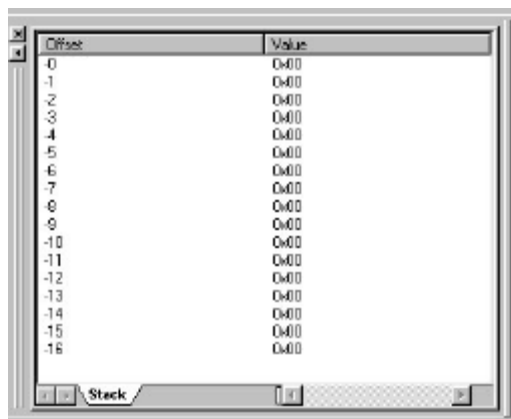 Offset Value
-0 0x00
-1 0x00
-2 0x00
-3 0x00
-4 0x00
-5 0x00
-6 0x00
-7 0x00
-8 0x00
-9 0x00
-10 0x00
-11 0x00
-12 0x00
-13 0x00
-14 0x00
-15 0x00
-16 0x00
Stack